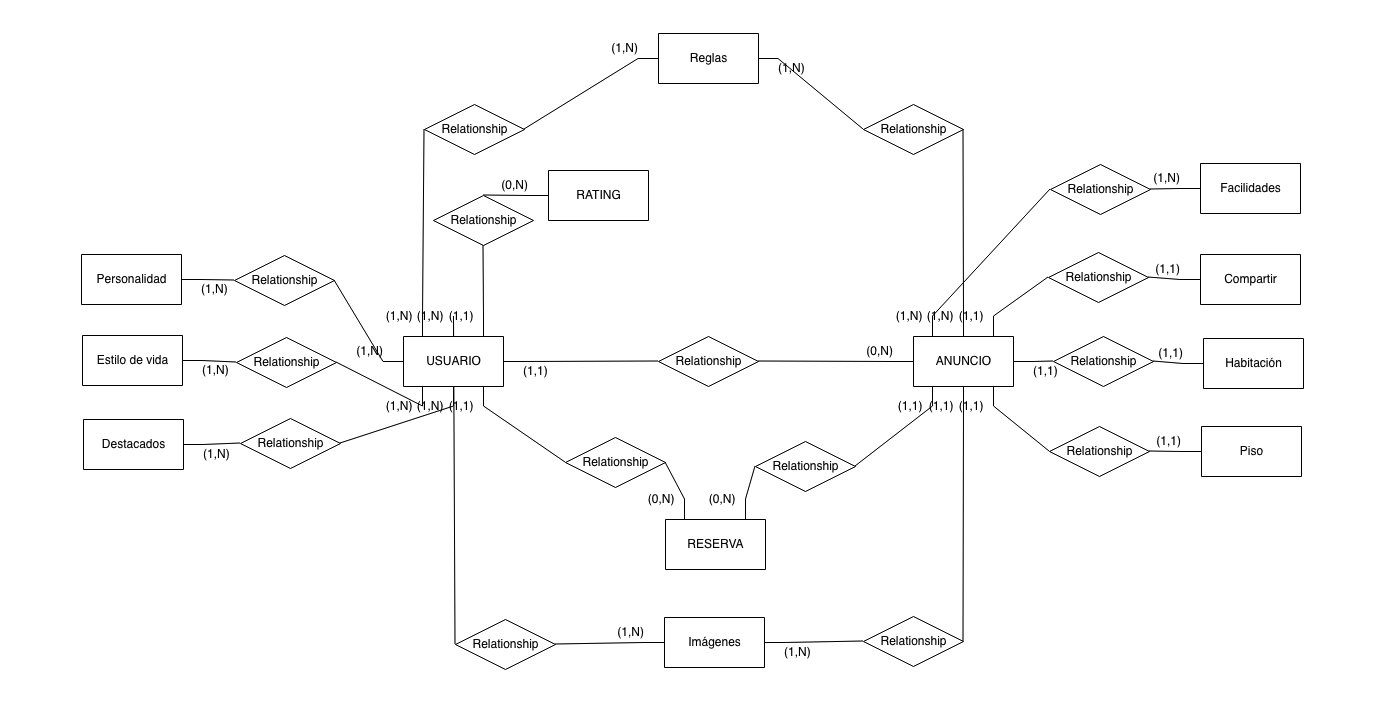 (1,N)
Reglas
(1,N)
Relationship
Relationship
(0,N)
RATING
Relationship
(1,N)
Facilidades
Relationship
Personalidad
(1,N)
Relationship
Relationship
(1,1)
Compartir
(1,N) (1,N) (1,1)
(1,N) (1,N) (1,1)
Estilo de vida
(1,N)
Relationship
(1,N)
USUARIO
(1,1)
Relationship
(0,N)
ANUNCIO
(1,1)
Relationship
(1,1)
Habitación
(1,N) (1,N) (1,1)
(1,1) (1,1) (1,1)
Destacados
(1,N)
Relationship
Relationship
Relationship
Relationship
(1,1)
Piso
(0,N)
(0,N)
RESERVA
Relationship
(1,N)
Imágenes
(1,N)
Relationship